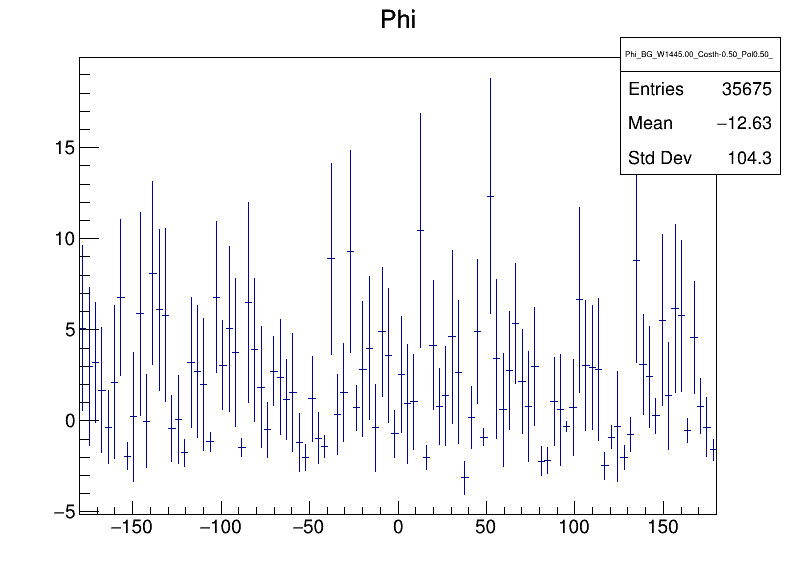 Phi
Phi_BG_W1445.00_Costh-0.50_Pol0.50_
Entries 35675
Mean −12.63
Std Dev 104.3
15
10
5
0
−5
−150 −100 −50 0 50 100 150